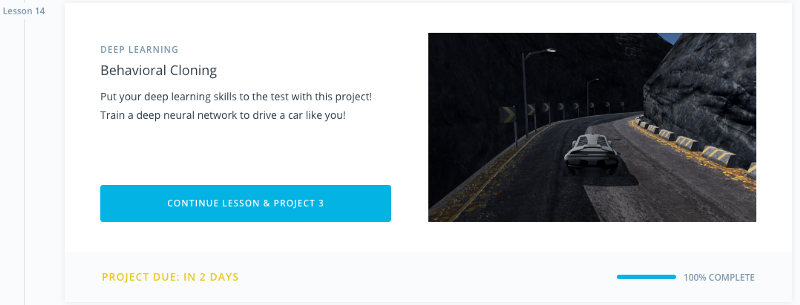 Lesson 14
DEEP LEARNING
Behavioral Cloning
Put your deep learning skills to the test with this project!
Train a deep neural network to drive a car like you!
CONTINUE LESSON & PROJECT 3
PROJECT DUE: IN 2 DAYS
100% COMPLETE